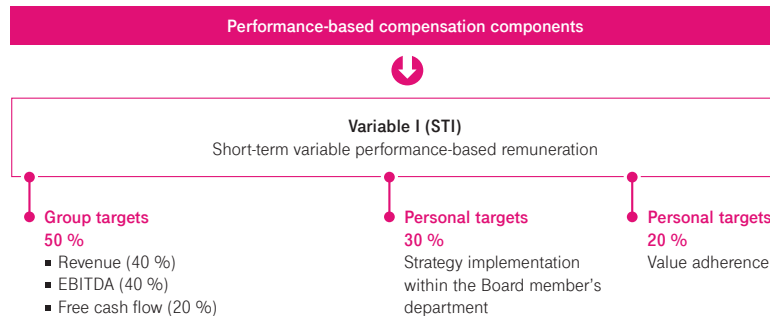 Performance-based compensation components
Variable I (STI)
Short-term variable performance-based remuneration
Group targets
50 %
▪ Revenue (40 %)
▪ EBITDA (40 %)
▪ Free cash flow (20 %)
Personal targets
30 %
Strategy implementation
within the Board member’s
department
Personal targets
20 %
Value adherence